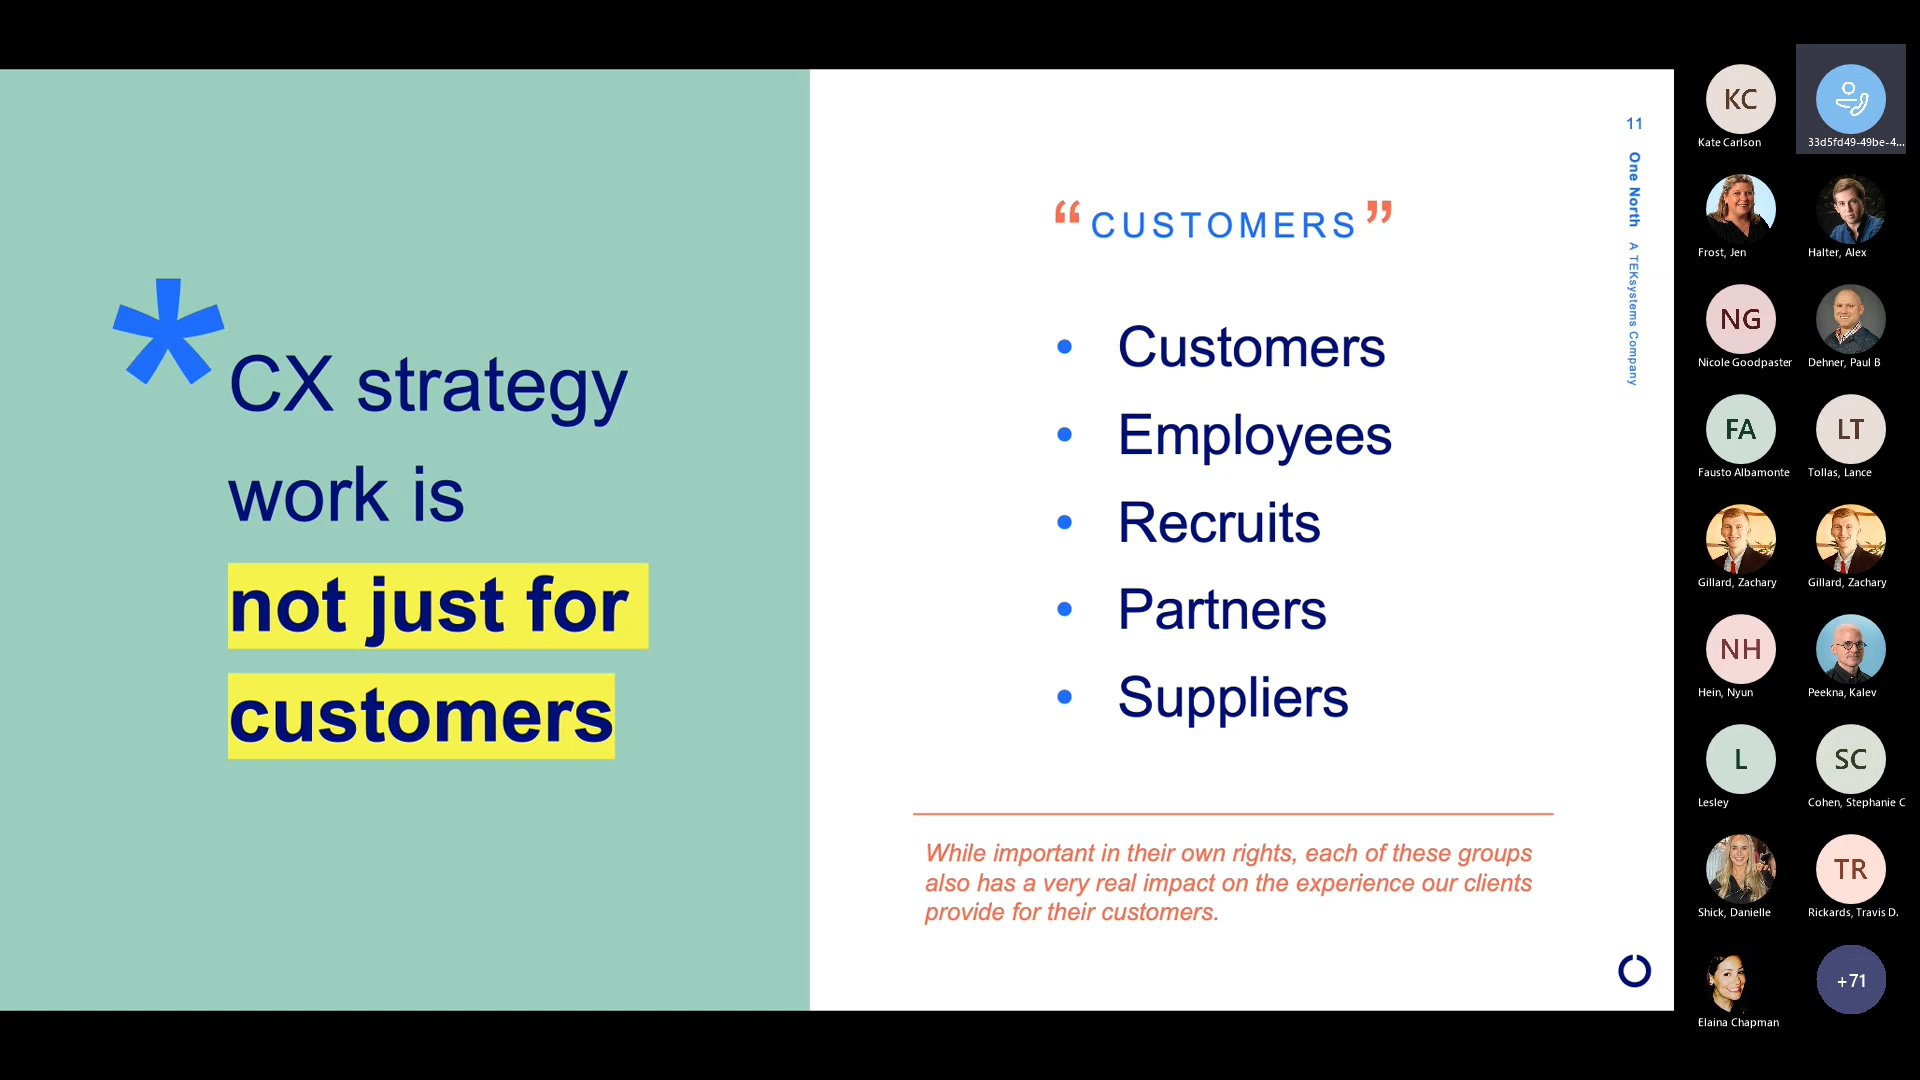 *
CX strategy
work is
not just for
customers
“CUSTOMERS”
• Customers
• Employees
• Recruits
• Partners
• Suppliers
While important in their own rights, each of these groups
also has a very real impact on the experience our clients
provide for their customers.
11
One North A TEKsystems Company
KC
Kate Carlson
33d5fd49-49be-4...
Frost, Jen
Halter, Alex
NG
Nicole Goodpaster
Dehner, Paul B
FA
Fausto Albamonte
LT
Tollas, Lance
Gillard, Zachary
Gillard, Zachary
NH
Hein, Nyun
Peekna, Kalev
L
Lesley
SC
Cohen, Stephanie C
Shick, Danielle
TR
Rickards, Travis D.
Elaina Chapman
+71